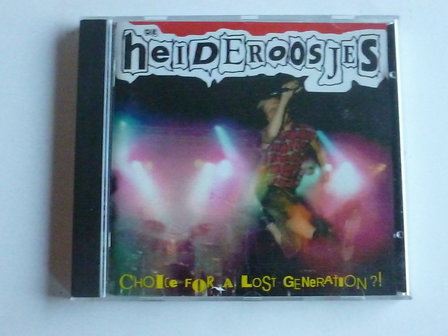 DE
HEIDEROOSJES
CHOICE FOR A LOST GENERATION?!